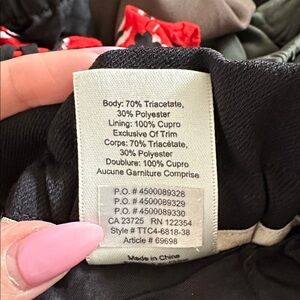 Body: 70% Triacetate,
30% Polyester
Lining: 100% Cupro
Exclusive Of Trim
Corps: 70% Triacétate,
30% Polyester
Doublure: 100% Cupro
Aucune Garniture Comprise
P.O. # 4500089328
P.O. # 4500089329
P.O. # 4500089330
CA 23725 RN 122354
Style # TTC4-6818-38
Article # 69698
Made in China